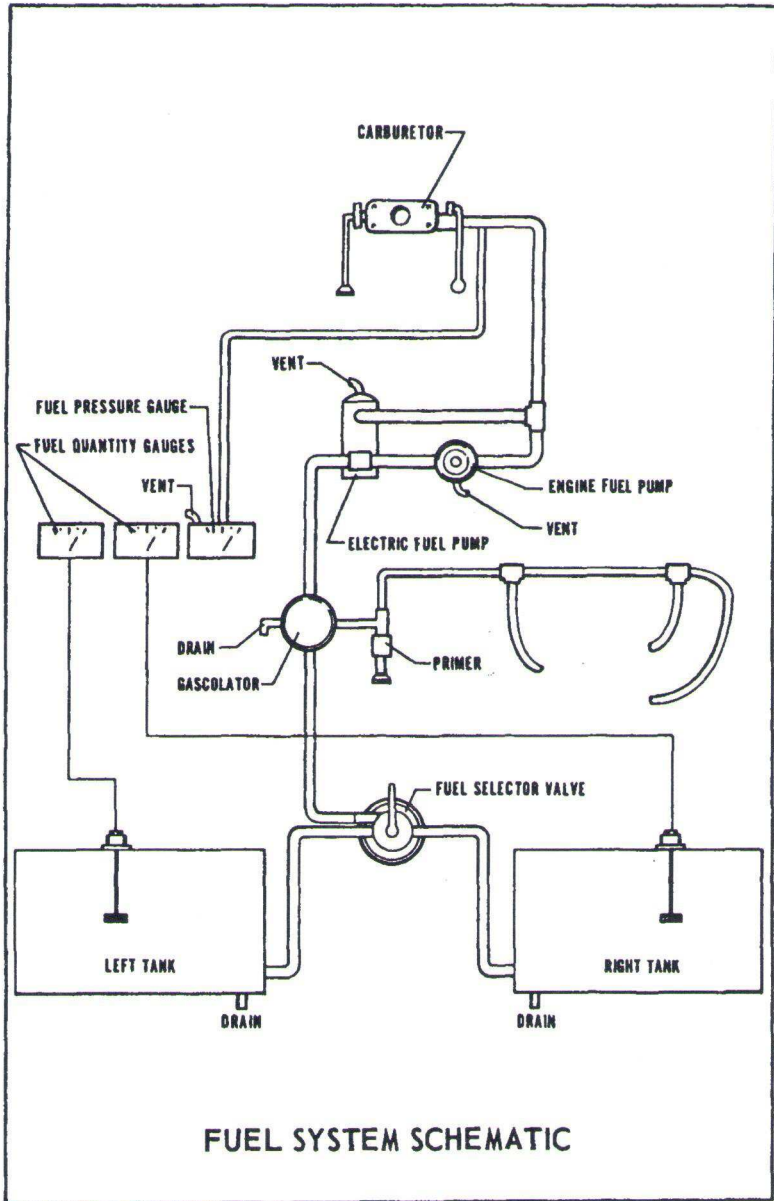 CARBURETOR
VENT
FUEL PRESSURE GAUGE
FUEL QUANTITY GAUGES
VENT
ENGINE FUEL PUMP
VENT
ELECTRIC FUEL PUMP
DRAIN
GASCOLATOR
PRIMER
FUEL SELECTOR VALVE
LEFT TANK
RIGHT TANK
DRAIN
DRAIN
FUEL SYSTEM SCHEMATIC